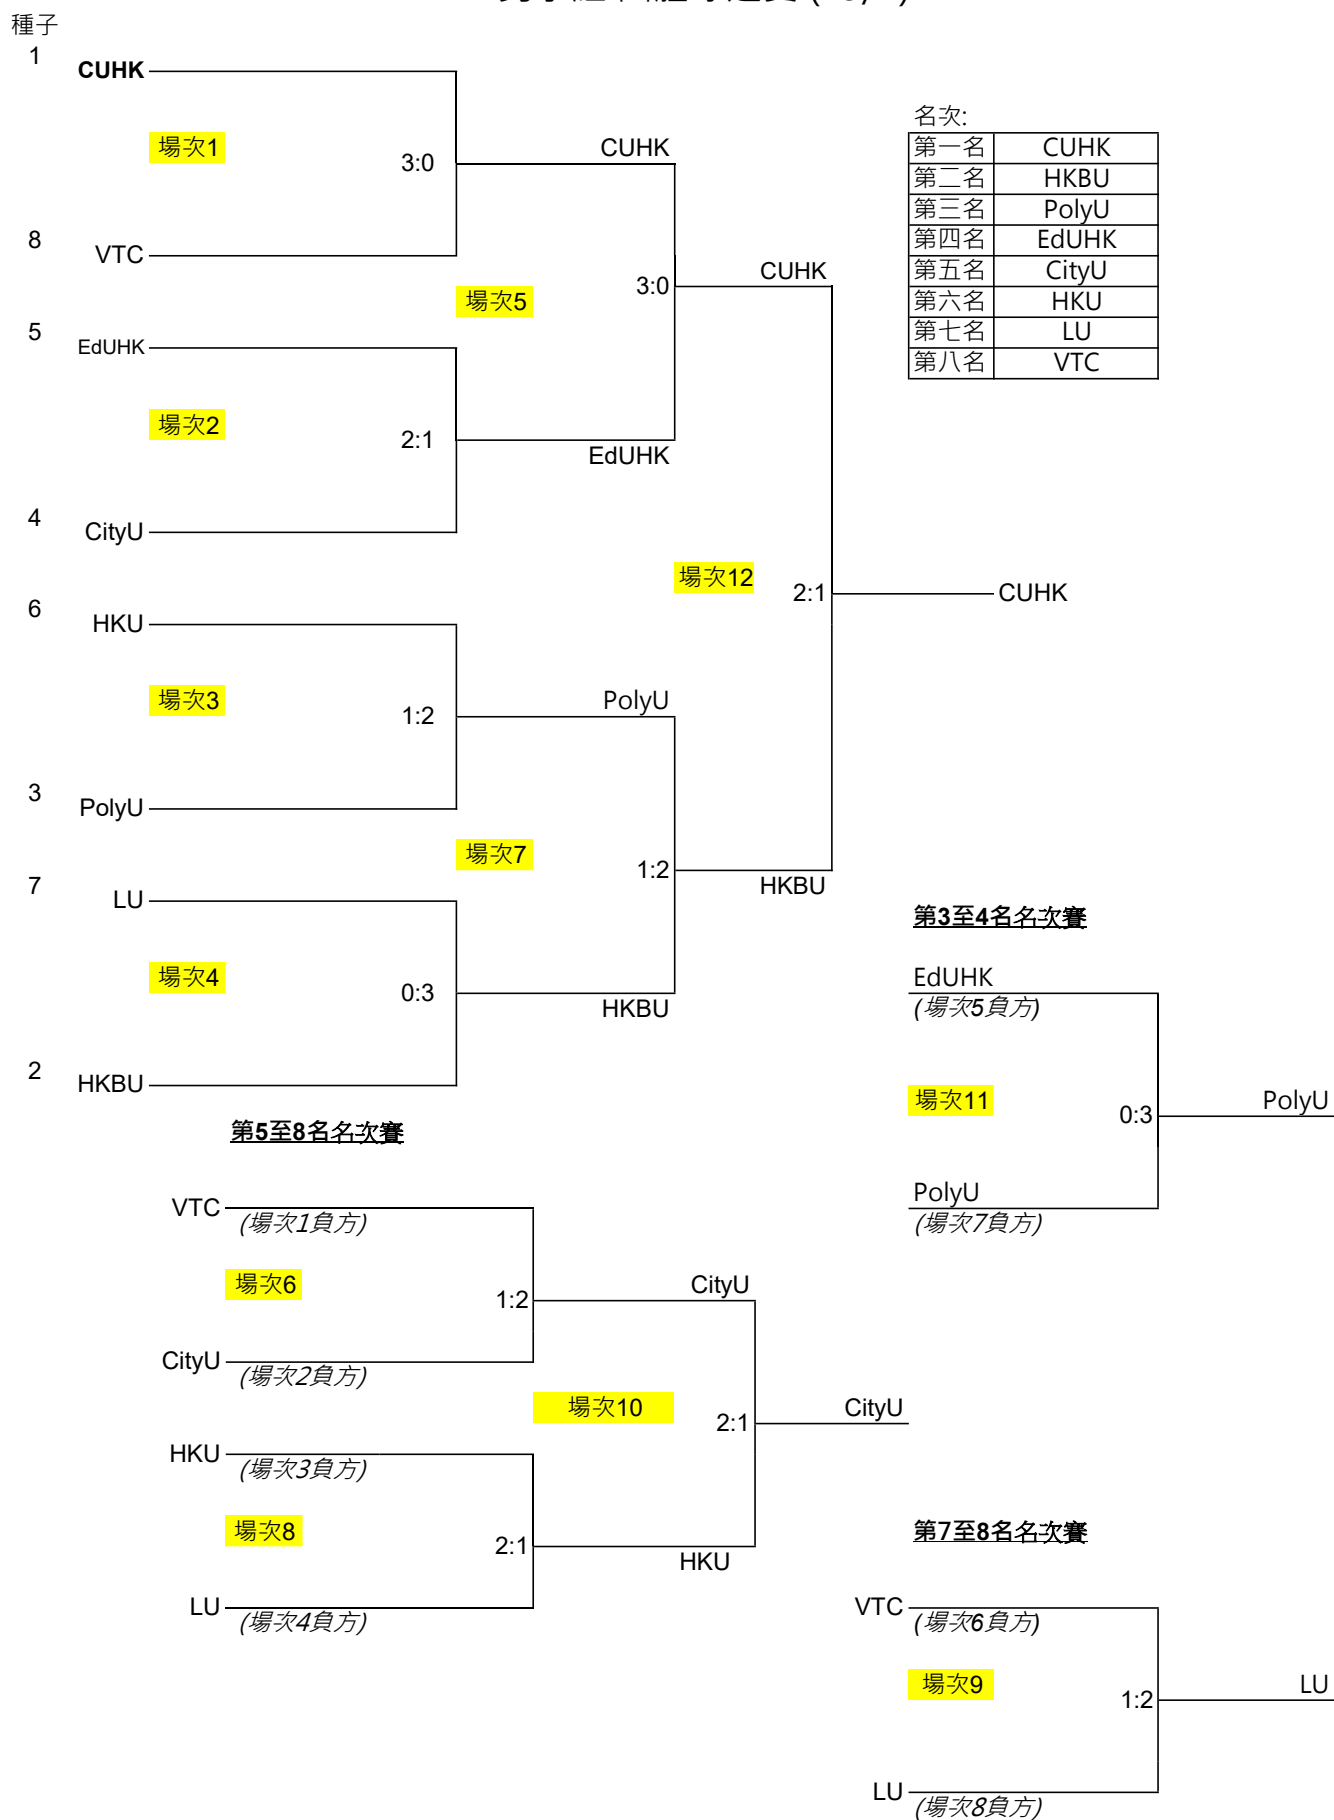 種子
1
CUHK
名次:
場次1
3:0
CUHK
第一名 CUHK
第二名 HKBU
第三名 PolyU
第四名 EdUHK
第五名 CityU
第六名 HKU
第七名 LU
第八名 VTC
8
VTC
CUHK
場次5
3:0
5
EdUHK
場次2
2:1
EdUHK
4
CityU
場次12
2:1
CUHK
6
HKU
場次3
1:2
PolyU
3
PolyU
場次7
1:2
HKBU
7
LU
第3至4名名次賽
場次4
0:3
HKBU
EdUHK
(場次5負方)
2
HKBU
場次11
0:3
PolyU
第5至8名名次賽
PolyU
(場次7負方)
VTC
(場次1負方)
場次6
1:2
CityU
CityU
(場次2負方)
場次10
2:1
CityU
HKU
(場次3負方)
場次8
2:1
HKU
第7至8名名次賽
LU
(場次4負方)
VTC
(場次6負方)
場次9
1:2
LU
LU
(場次8負方)